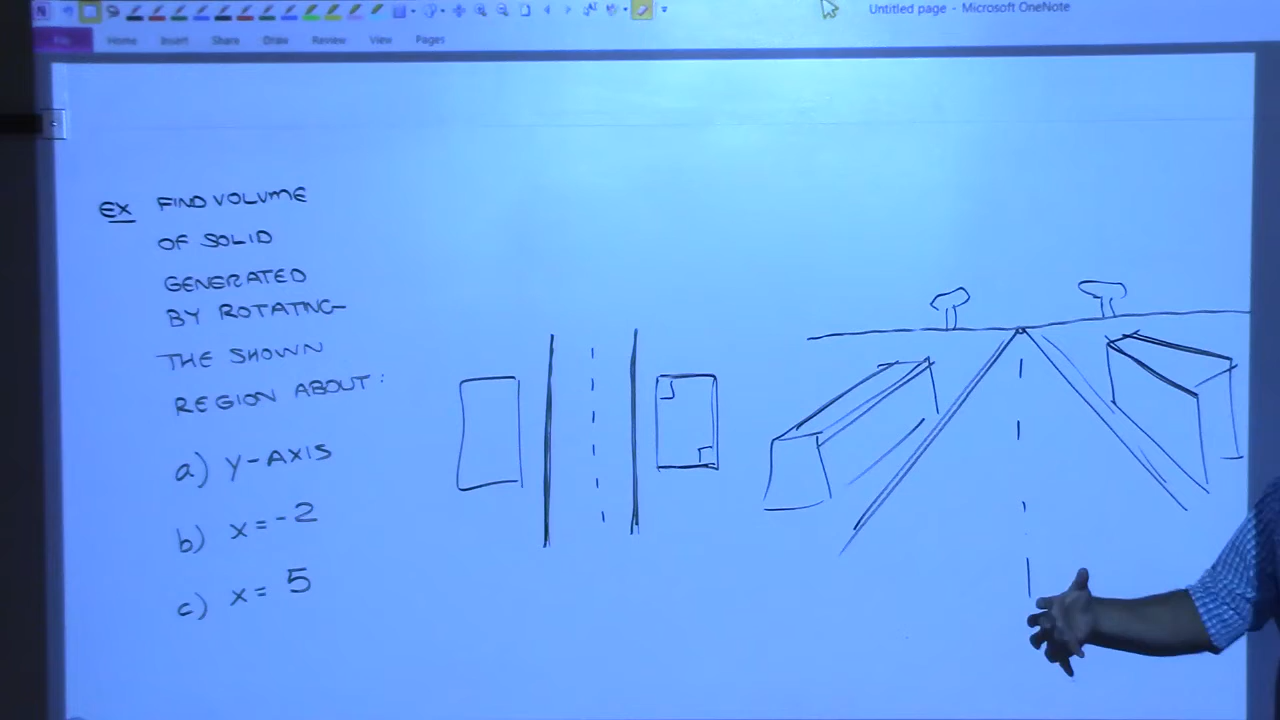 Untitled page - Microsoft OneNote
File Home Insert Share Draw Review View Pages
EX FIND VOLUME
OF SOLID
GENERATED
BY ROTATING
THE SHOWN
REGION ABOUT:
a) Y-AXIS
b) x=-2
c) x= 5